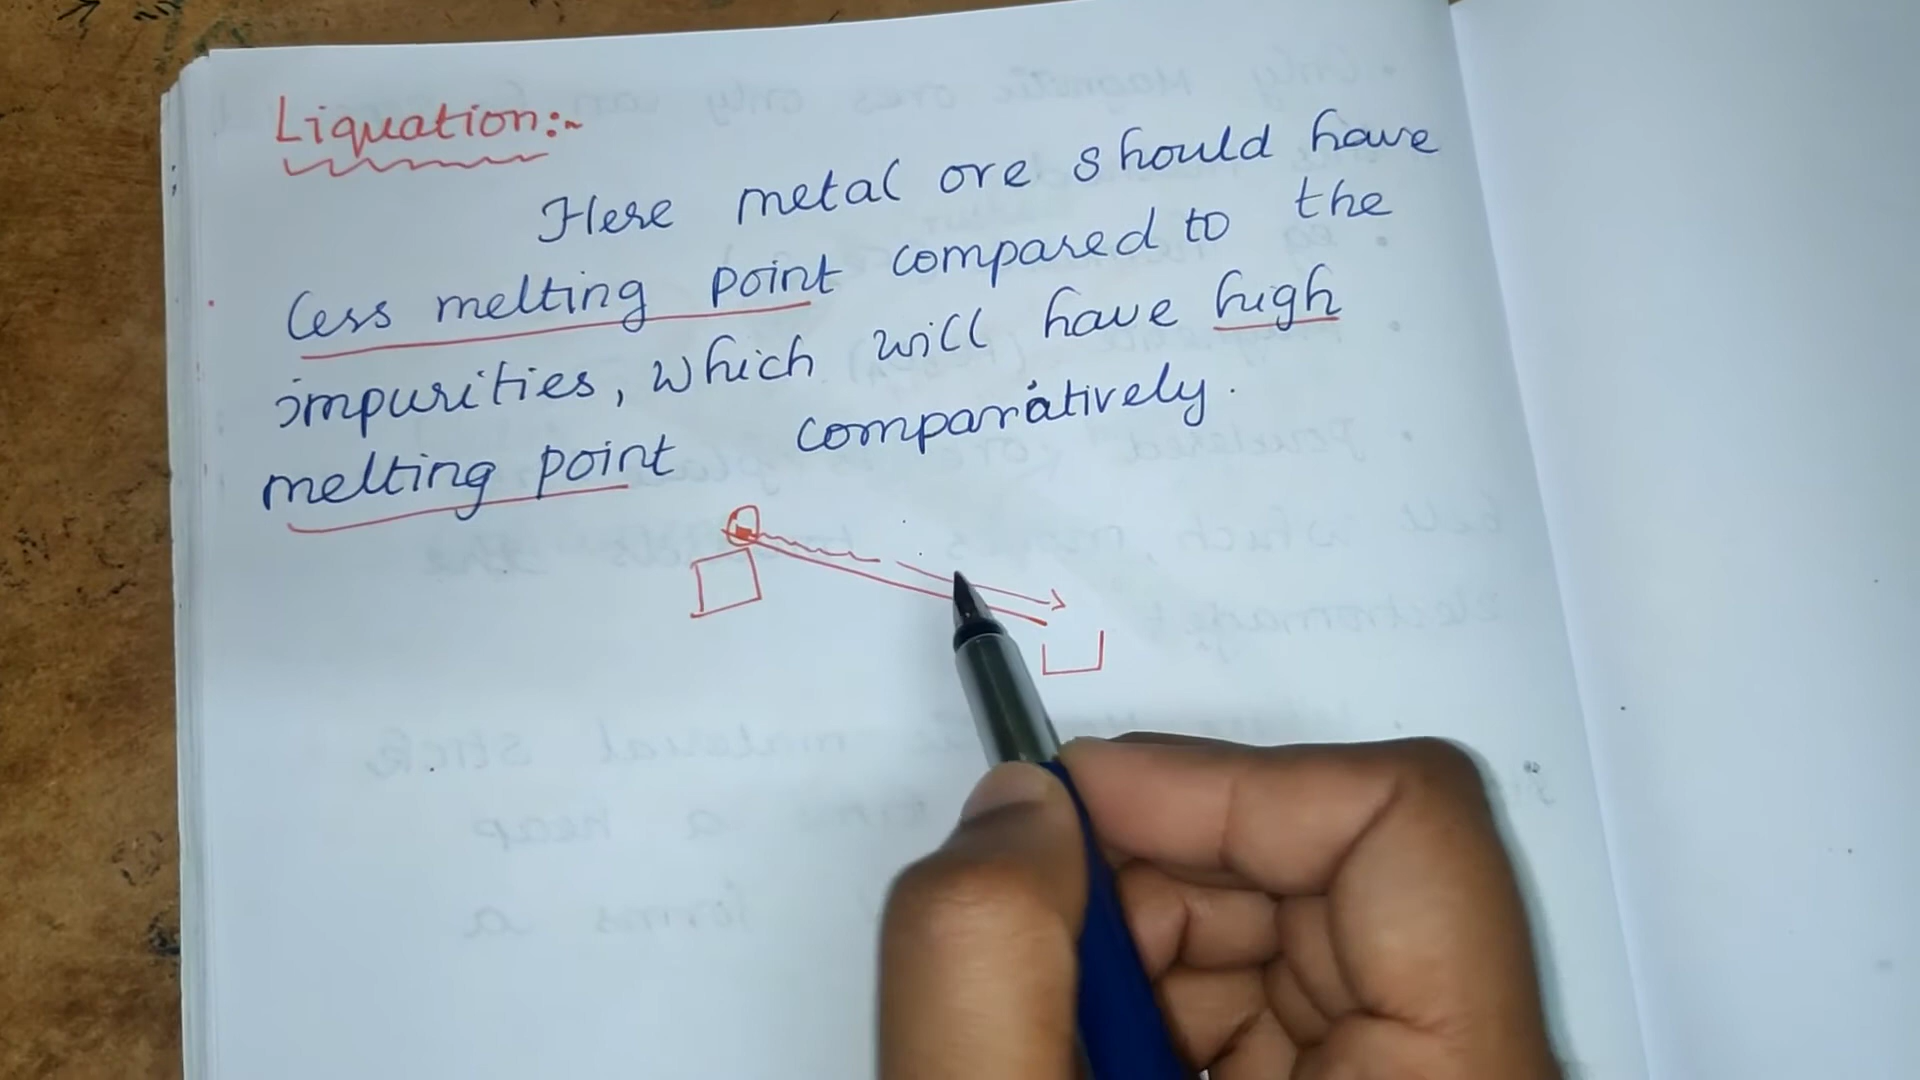 Liquation:~
Here metal ore should have
less melting point compared to the
impurities, which will have high
melting point comparatively.